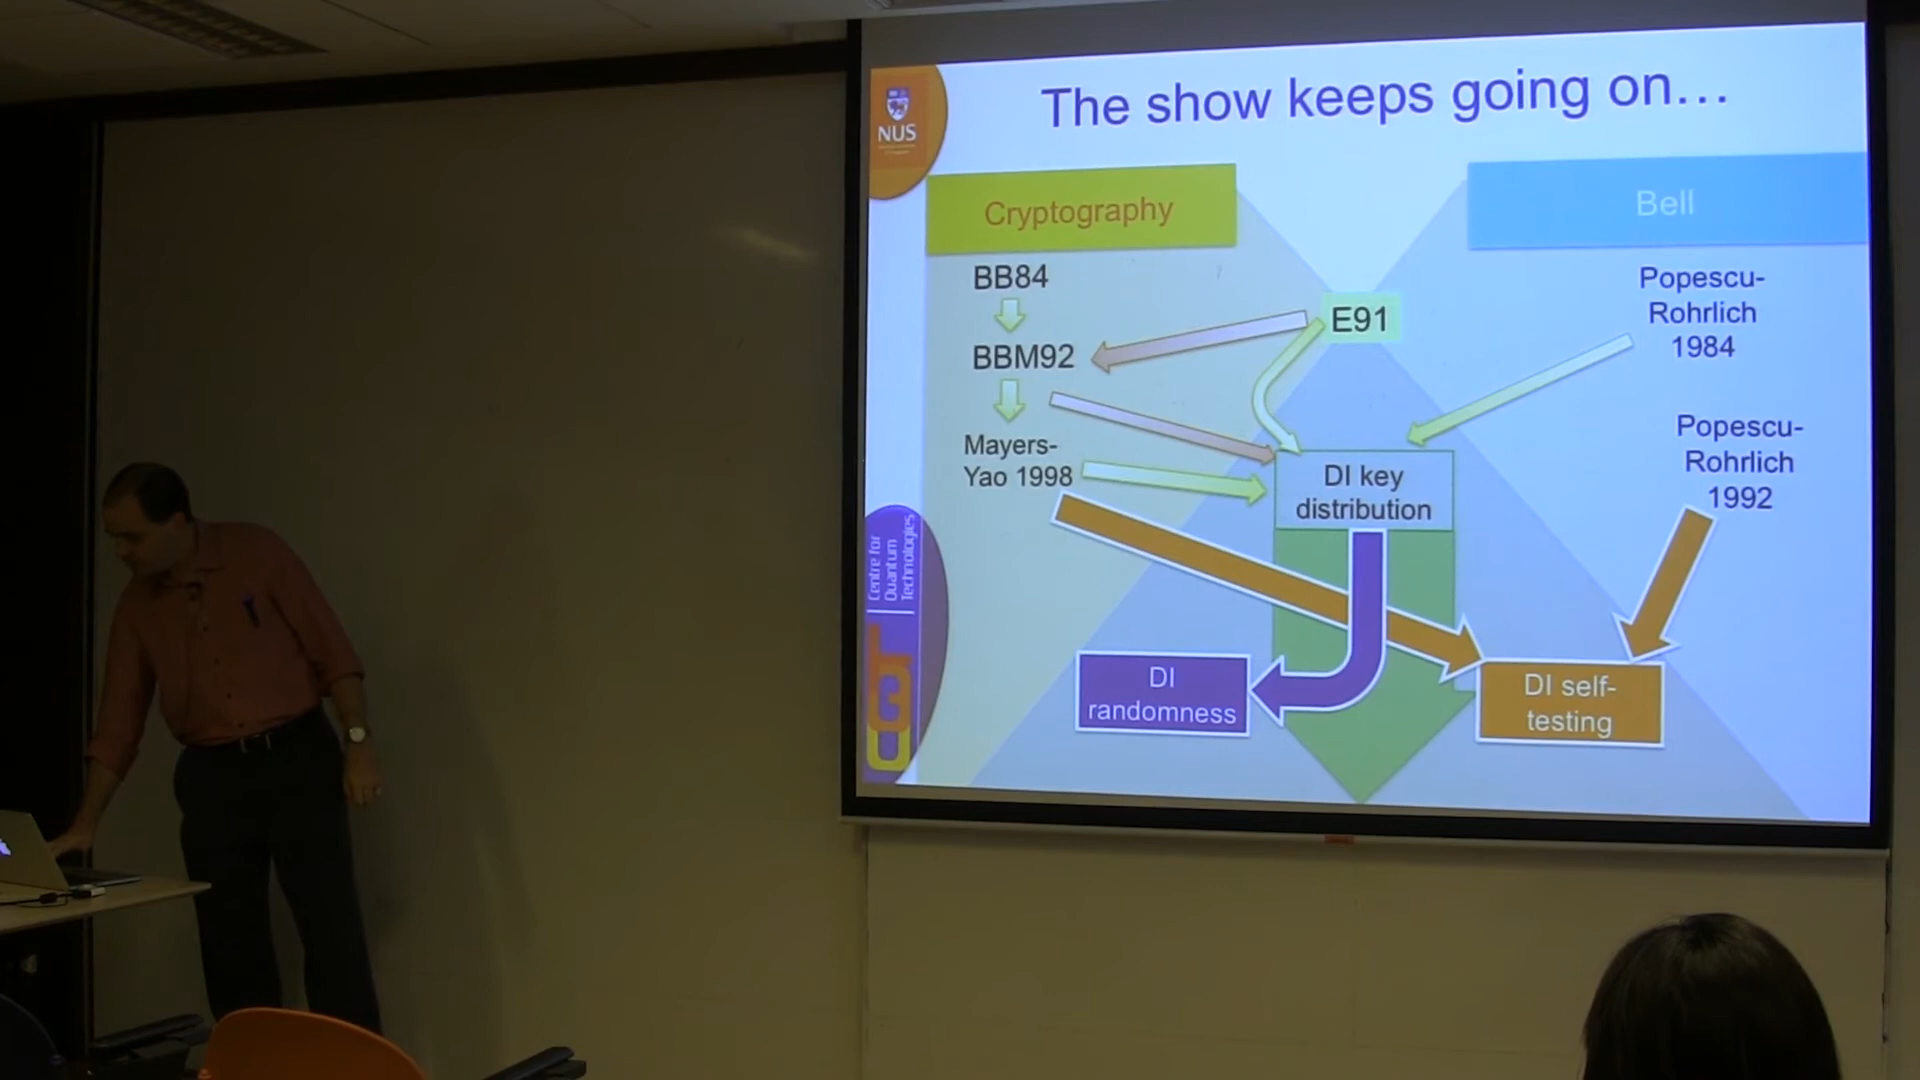 The show keeps going on...
NUS
Cryptography
Bell
BB84
E91
Popescu-
Rohrlich
1984
BBM92
Mayers-
Yao 1998
DI key
distribution
Popescu-
Rohrlich
1992
Centre for
Quantum
Technologies
DI
randomness
DI self-
testing